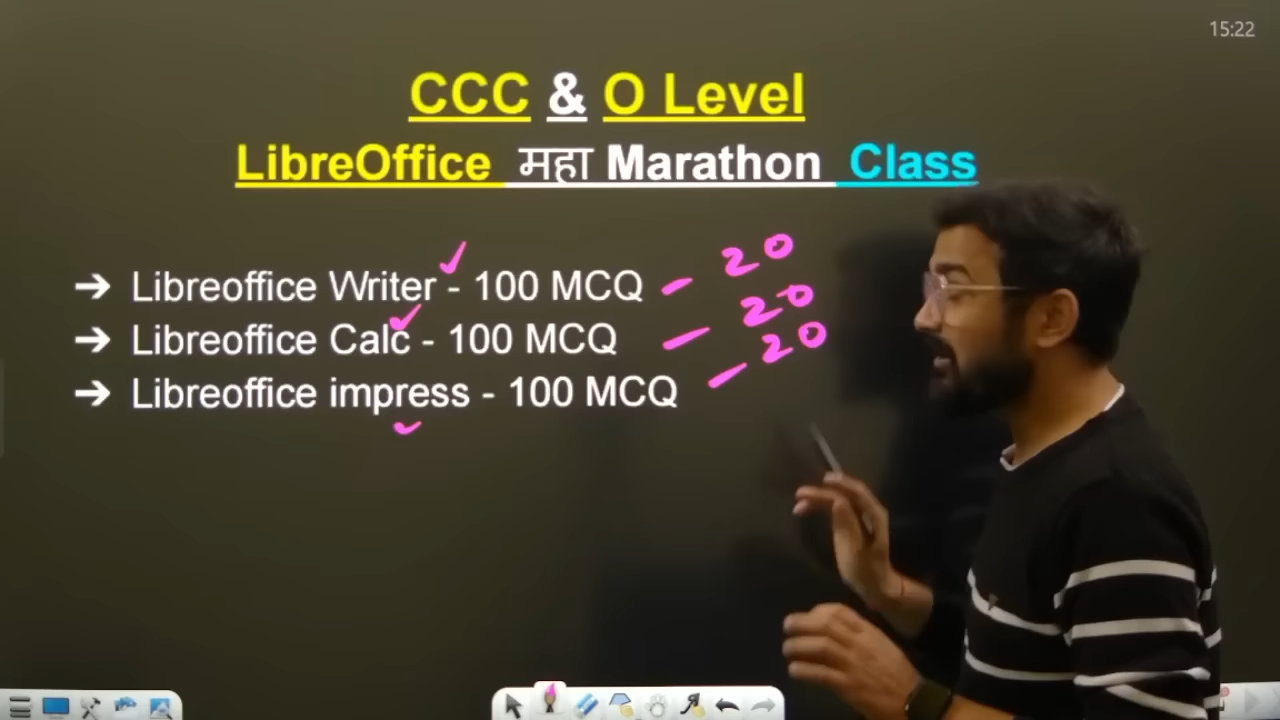 15:22
CCC & O Level
LibreOffice महा Marathon Class
➔ Libreoffice Writer - 100 MCQ - 20
➔ Libreoffice Calc - 100 MCQ - 20
➔ Libreoffice impress - 100 MCQ - 20